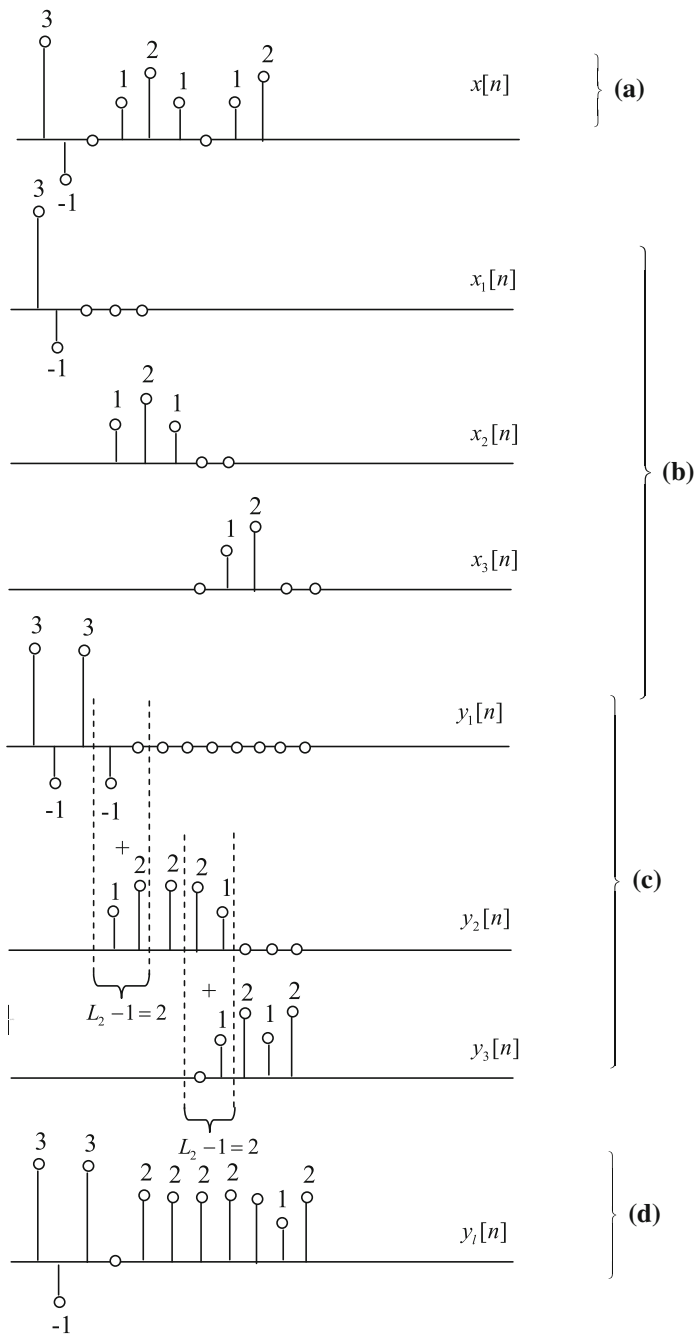 3
2 2
1 1 1 x[n] (a)
-1
3
x₁[n]
-1
2
1 1
x₂[n] (b)
2
1
x₃[n]
3 3
y₁[n]
-1 -1
+
2 2 2
1 1 (c)
y₂[n]
L₂ −1 = 2
+ 2 2
1 1
y₃[n]
L₂ −1 = 2
3 3
2 2 2 2 2
1 (d)
yₗ[n]
-1